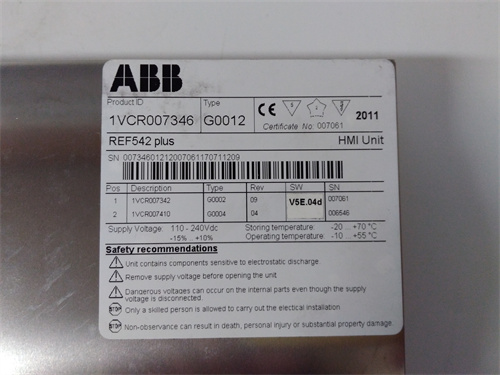 ABB
Product ID Type
1VCR007346 G0012 CE 2011
Certificate No: 007061
REF542 plus HMI Unit
SN 00734601212007061170711209
Pos Description Type Rev SW SN
1 1VCR007342 G0002 09 V5E.04d 007061
2 1VCR007410 G0004 04 006546
Supply Voltage: 110 - 240Vdc Storing temperature: -20 ... +70°C
-15% .. +10% Operating temperature: -10 ... +55°C
Safety recommendations
Unit contains components sensitive to electrostatic discharge.
Remove supply voltage before opening the unit
Dangerous voltages can occur on the internal parts even though the supply
voltage is disconnected.
STOP Only a skilled person is allowed to carry out the electical installation.
STOP Non-observance can result in death, personal injury or substantial property damage.